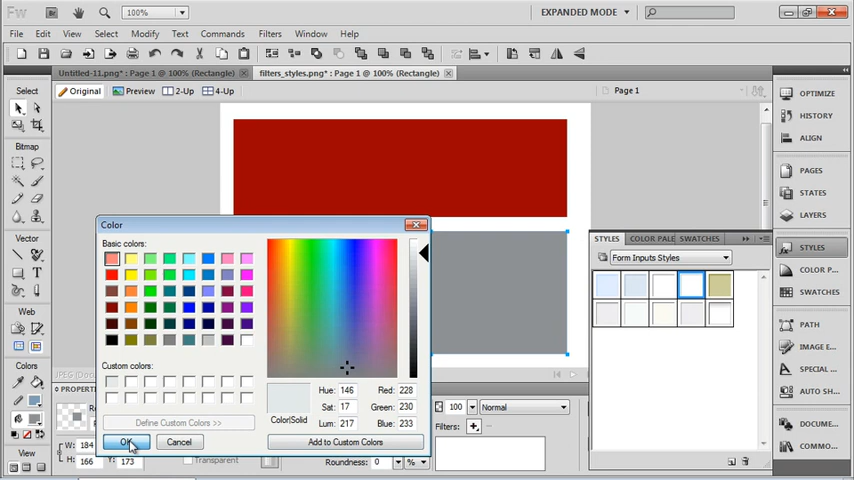 Fw 100% EXPANDED MODE
File Edit View Select Modify Text Commands Filters Window Help
Untitled-11.png* : Page 1 @ 100% (Rectangle) filters_styles.png* : Page 1 @ 100% (Rectangle)
Original Preview 2-Up 4-Up Page 1
Select
Bitmap
Vector
Web
Colors
View
Color
Basic colors:
Custom colors:
Define Custom Colors >>
OK Cancel
Color|Solid
Hue: 146 Red: 228
Sat: 17 Green: 230
Lum: 217 Blue: 233
Add to Custom Colors
STYLES COLOR PALE SWATCHES
Form Inputs Styles
OPTIMIZE
HISTORY
ALIGN
PAGES
STATES
LAYERS
STYLES
COLOR P...
SWATCHES
PATH
IMAGE E...
SPECIAL ...
AUTO SH...
DOCUME...
COMMO...
JPEG (Document)
PROPERTIES
W: 184
H: 166 Y: 173
Transparent
100 Normal
Filters:
Roundness: 0 %